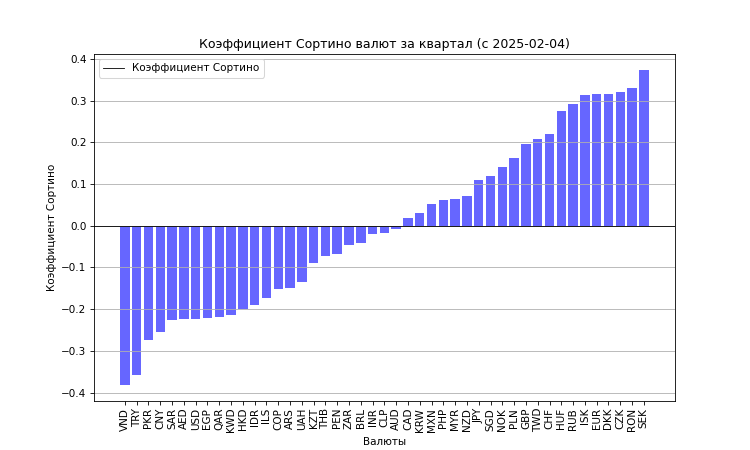 Коэффициент Сортино валют за квартал (с 2025-02-04)
Коэффициент Сортино
Коэффициент Сортино
0.4
0.3
0.2
0.1
0.0
−0.1
−0.2
−0.3
−0.4
VND TRY PKR CNY SAR AED USD EGP QAR KWD HKD IDR ILS COP ARS UAH KZT THB PEN ZAR BRL INR CLP AUD CAD KRW MXN PHP MYR NZD JPY SGD NOK PLN GBP TWD CHF HUF RUB ISK EUR DKK CZK RON SEK
Валюты